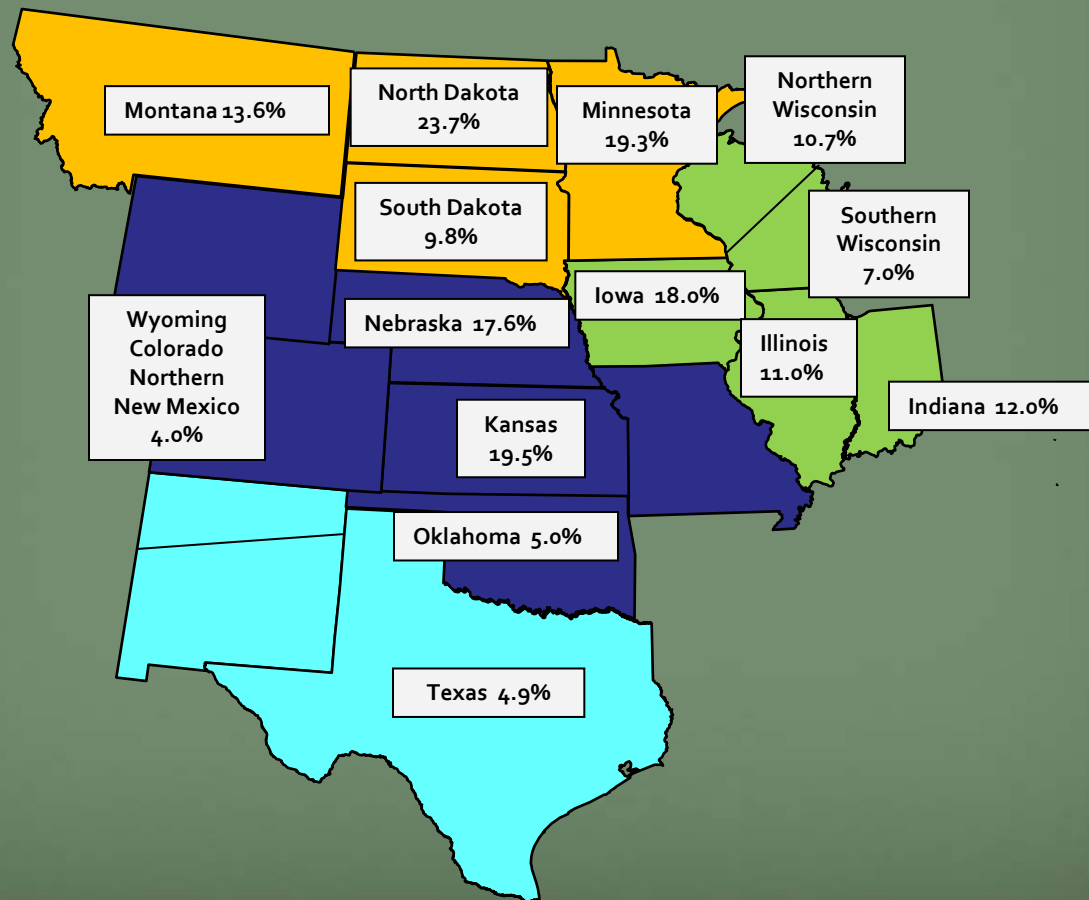 Montana 13.6%
North Dakota
23.7%
Minnesota
19.3%
Northern
Wisconsin
10.7%
South Dakota
9.8%
Southern
Wisconsin
7.0%
Iowa 18.0%
Nebraska 17.6%
Wyoming
Colorado
Northern
New Mexico
4.0%
Illinois
11.0%
Indiana 12.0%
Kansas
19.5%
Oklahoma 5.0%
Texas 4.9%